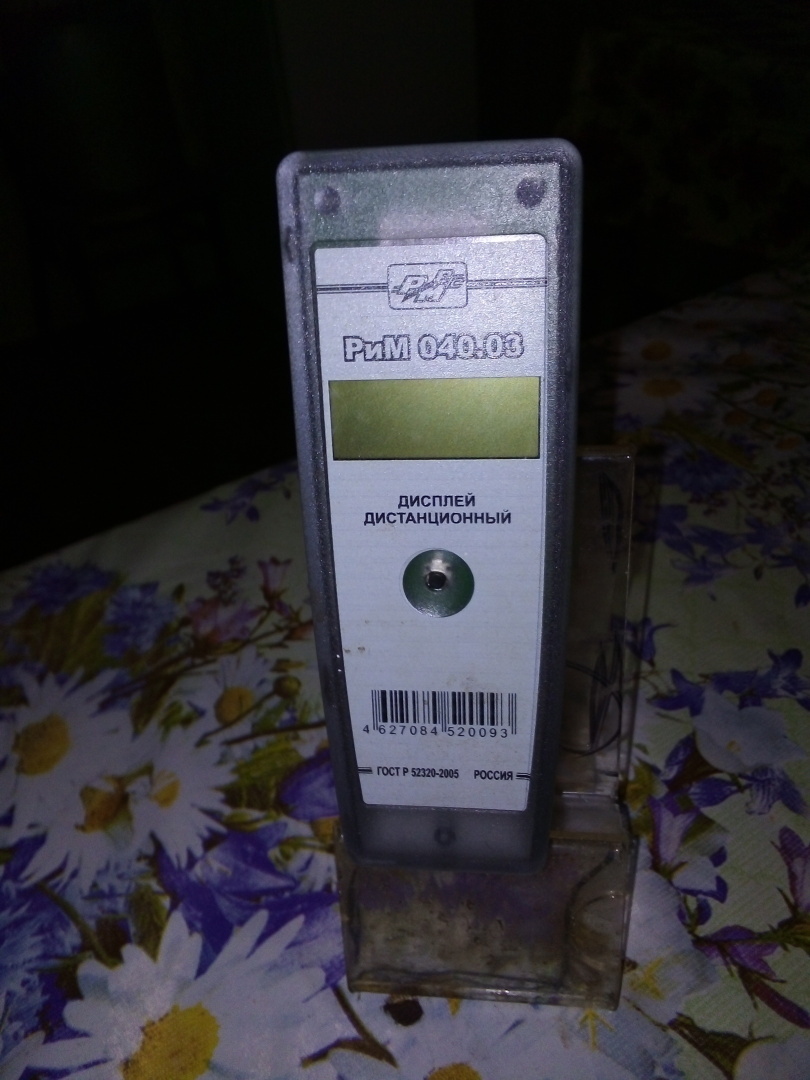 РиМ 040.03
ДИСПЛЕЙ
ДИСТАНЦИОННЫЙ
4 627084 520093
ГОСТ Р 52320-2005 РОССИЯ